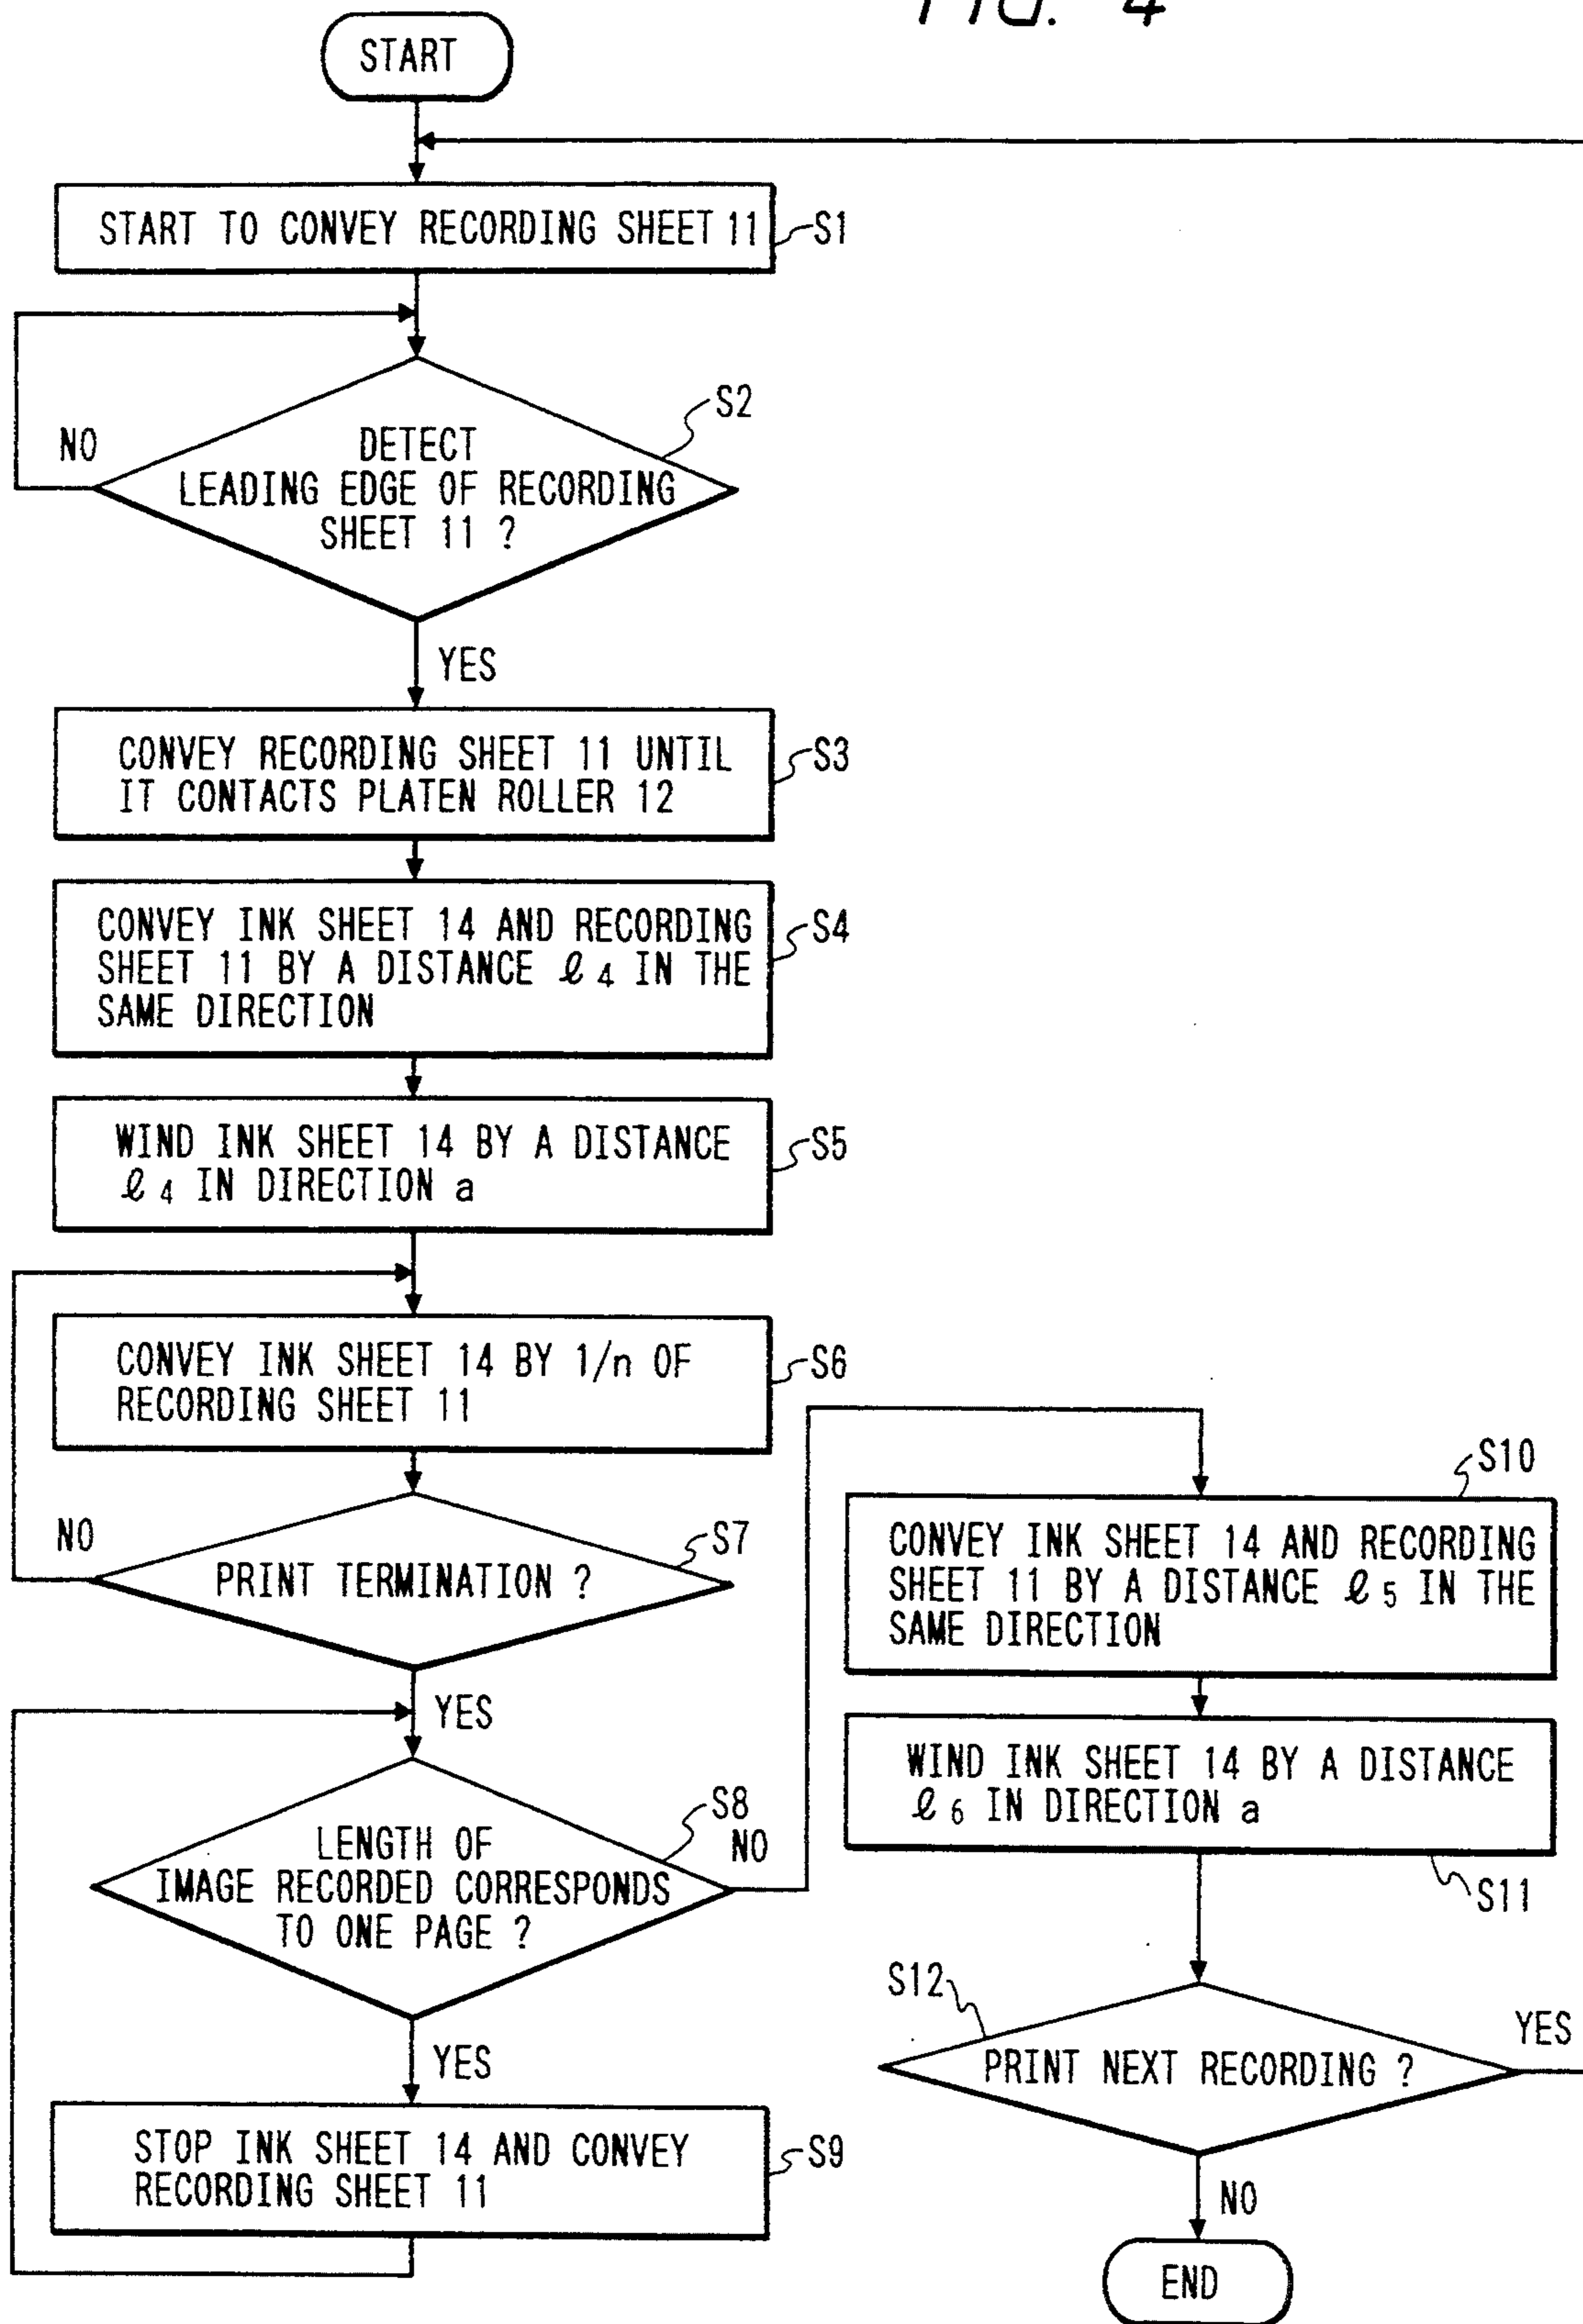 FIG. 4
START
START TO CONVEY RECORDING SHEET 11
S1
S2
NO
DETECT
LEADING EDGE OF RECORDING
SHEET 11 ?
YES
CONVEY RECORDING SHEET 11 UNTIL
IT CONTACTS PLATEN ROLLER 12
S3
CONVEY INK SHEET 14 AND RECORDING
SHEET 11 BY A DISTANCE ℓ4 IN THE
SAME DIRECTION
S4
WIND INK SHEET 14 BY A DISTANCE
ℓ4 IN DIRECTION a
S5
CONVEY INK SHEET 14 BY 1/n OF
RECORDING SHEET 11
S6
NO
PRINT TERMINATION ?
S7
YES
LENGTH OF
IMAGE RECORDED CORRESPONDS
TO ONE PAGE ?
S8
NO
YES
STOP INK SHEET 14 AND CONVEY
RECORDING SHEET 11
S9
S10
CONVEY INK SHEET 14 AND RECORDING
SHEET 11 BY A DISTANCE ℓ5 IN THE
SAME DIRECTION
WIND INK SHEET 14 BY A DISTANCE
ℓ6 IN DIRECTION a
S11
S12
PRINT NEXT RECORDING ?
YES
NO
END